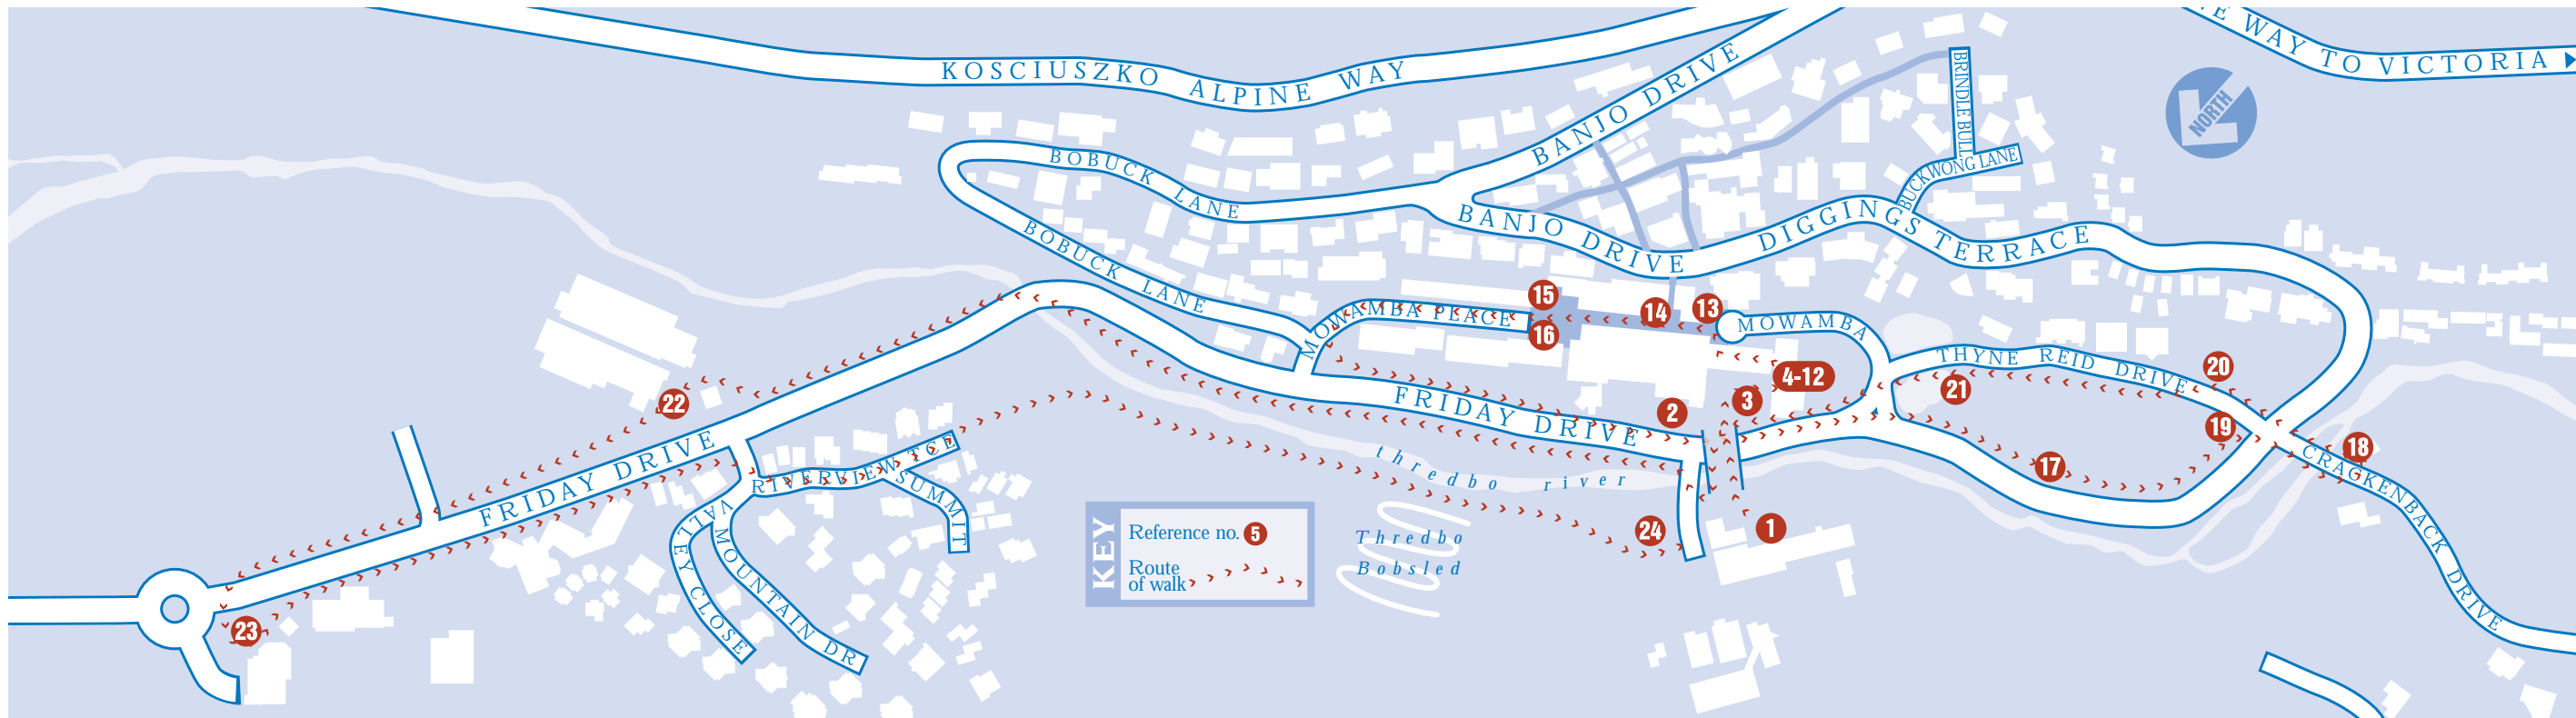 KOSCIUSZKO ALPINE WAY
E WAY TO VICTORIA
NORTH
BANJO DRIVE
BRINDLE BULL
BUCKWONG LANE
BOBUCK LANE
BANJO DRIVE
DIGGINGS TERRACE
BOBUCK LANE
MOWAMBA PLACE
15
16
14
13
MOWAMBA
THYNE REID DRIVE
4-12
3
2
21
20
19
18
17
CRACKENBACK DRIVE
FRIDAY DRIVE
22
FRIDAY DRIVE
RIVERVIEW TCE
SUMMIT
VALLEY CLOSE
MOUNTAIN DR
23
thredbo river
Thredbo
Bobsled
24
1
KEY
Reference no. 5
Route
of walk